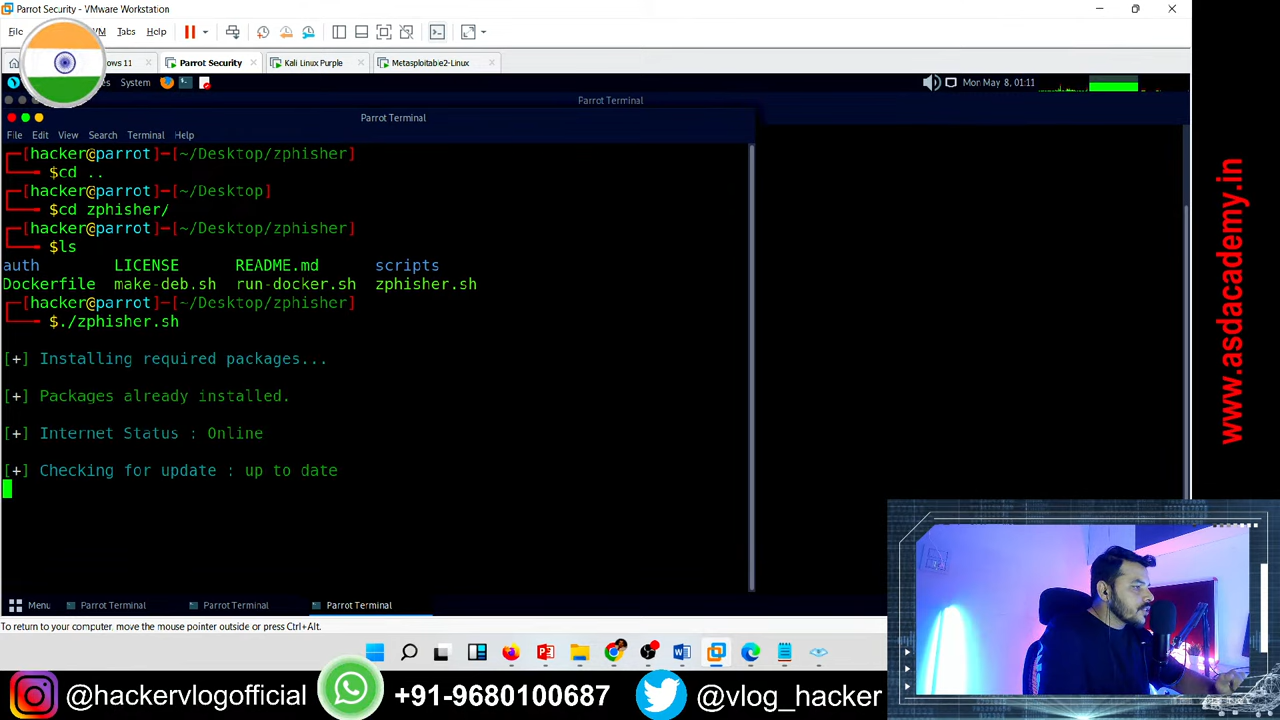 Parrot Security - VMware Workstation
File VM Tabs Help
Parrot Security Kali Linux Purple Metasploitable2-Linux
System Mon May 8, 01:11
Parrot Terminal
Parrot Terminal
File Edit View Search Terminal Help
┌─[hacker@parrot]─[~/Desktop/zphisher]
└──╼ $cd ..
┌─[hacker@parrot]─[~/Desktop]
└──╼ $cd zphisher/
┌─[hacker@parrot]─[~/Desktop/zphisher]
└──╼ $ls
auth LICENSE README.md scripts
Dockerfile make-deb.sh run-docker.sh zphisher.sh
┌─[hacker@parrot]─[~/Desktop/zphisher]
└──╼ $./zphisher.sh
[+] Installing required packages...
[+] Packages already installed.
[+] Internet Status : Online
[+] Checking for update : up to date
Menu Parrot Terminal Parrot Terminal Parrot Terminal
To return to your computer, move the mouse pointer outside or press Ctrl+Alt.
@hackervlogofficial +91-9680100687 @vlog_hacker
www.asdacademy.in